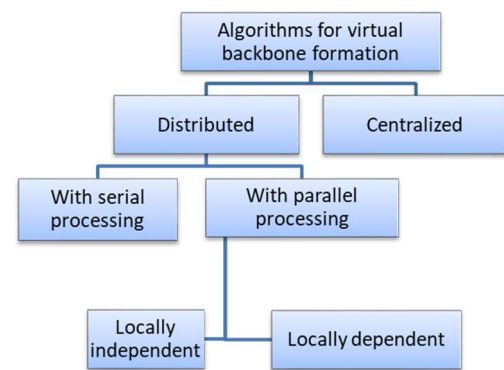 Algorithms for virtual
backbone formation
Distributed
Centralized
With serial
processing
With parallel
processing
Locally
independent
Locally dependent